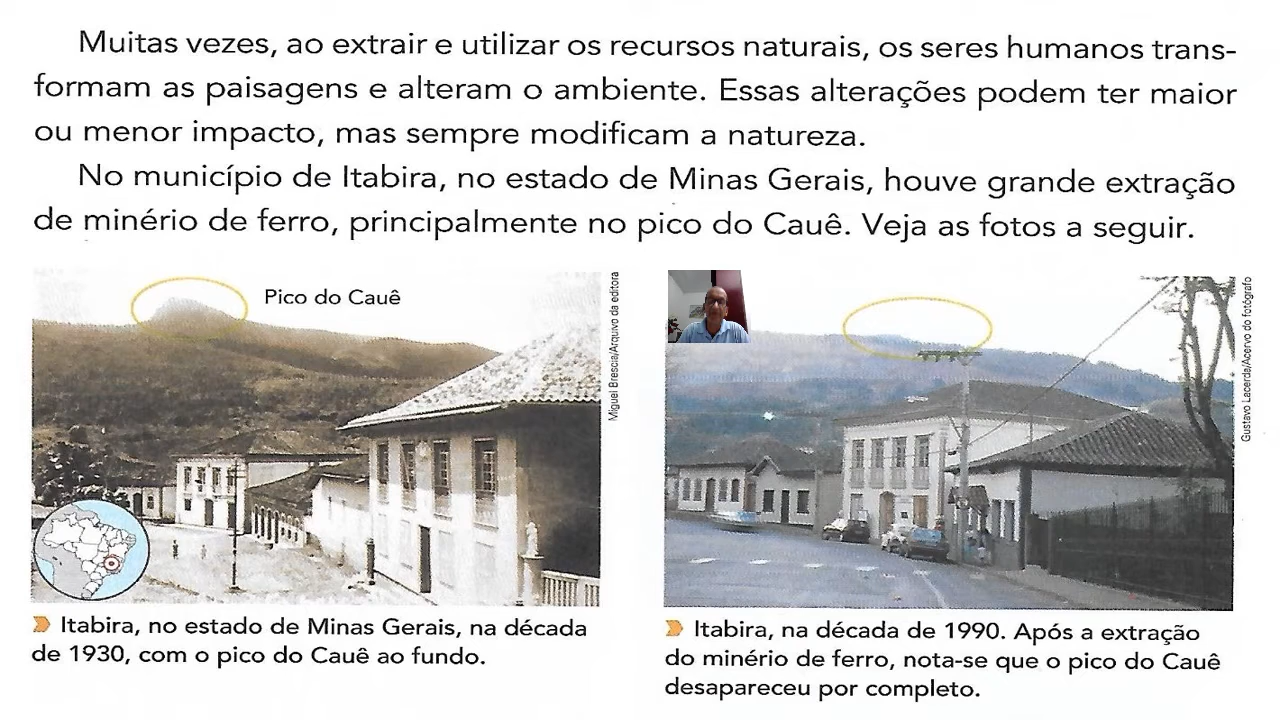 Muitas vezes, ao extrair e utilizar os recursos naturais, os seres humanos trans-
formam as paisagens e alteram o ambiente. Essas alterações podem ter maior
ou menor impacto, mas sempre modificam a natureza.
No município de Itabira, no estado de Minas Gerais, houve grande extração
de minério de ferro, principalmente no pico do Cauê. Veja as fotos a seguir.
Pico do Cauê
Miguel Brescia/Arquivo da editora
Itabira, no estado de Minas Gerais, na década
de 1930, com o pico do Cauê ao fundo.
Gustavo Lacerda/Acervo do fotógrafo
Itabira, na década de 1990. Após a extração
do minério de ferro, nota-se que o pico do Cauê
desapareceu por completo.